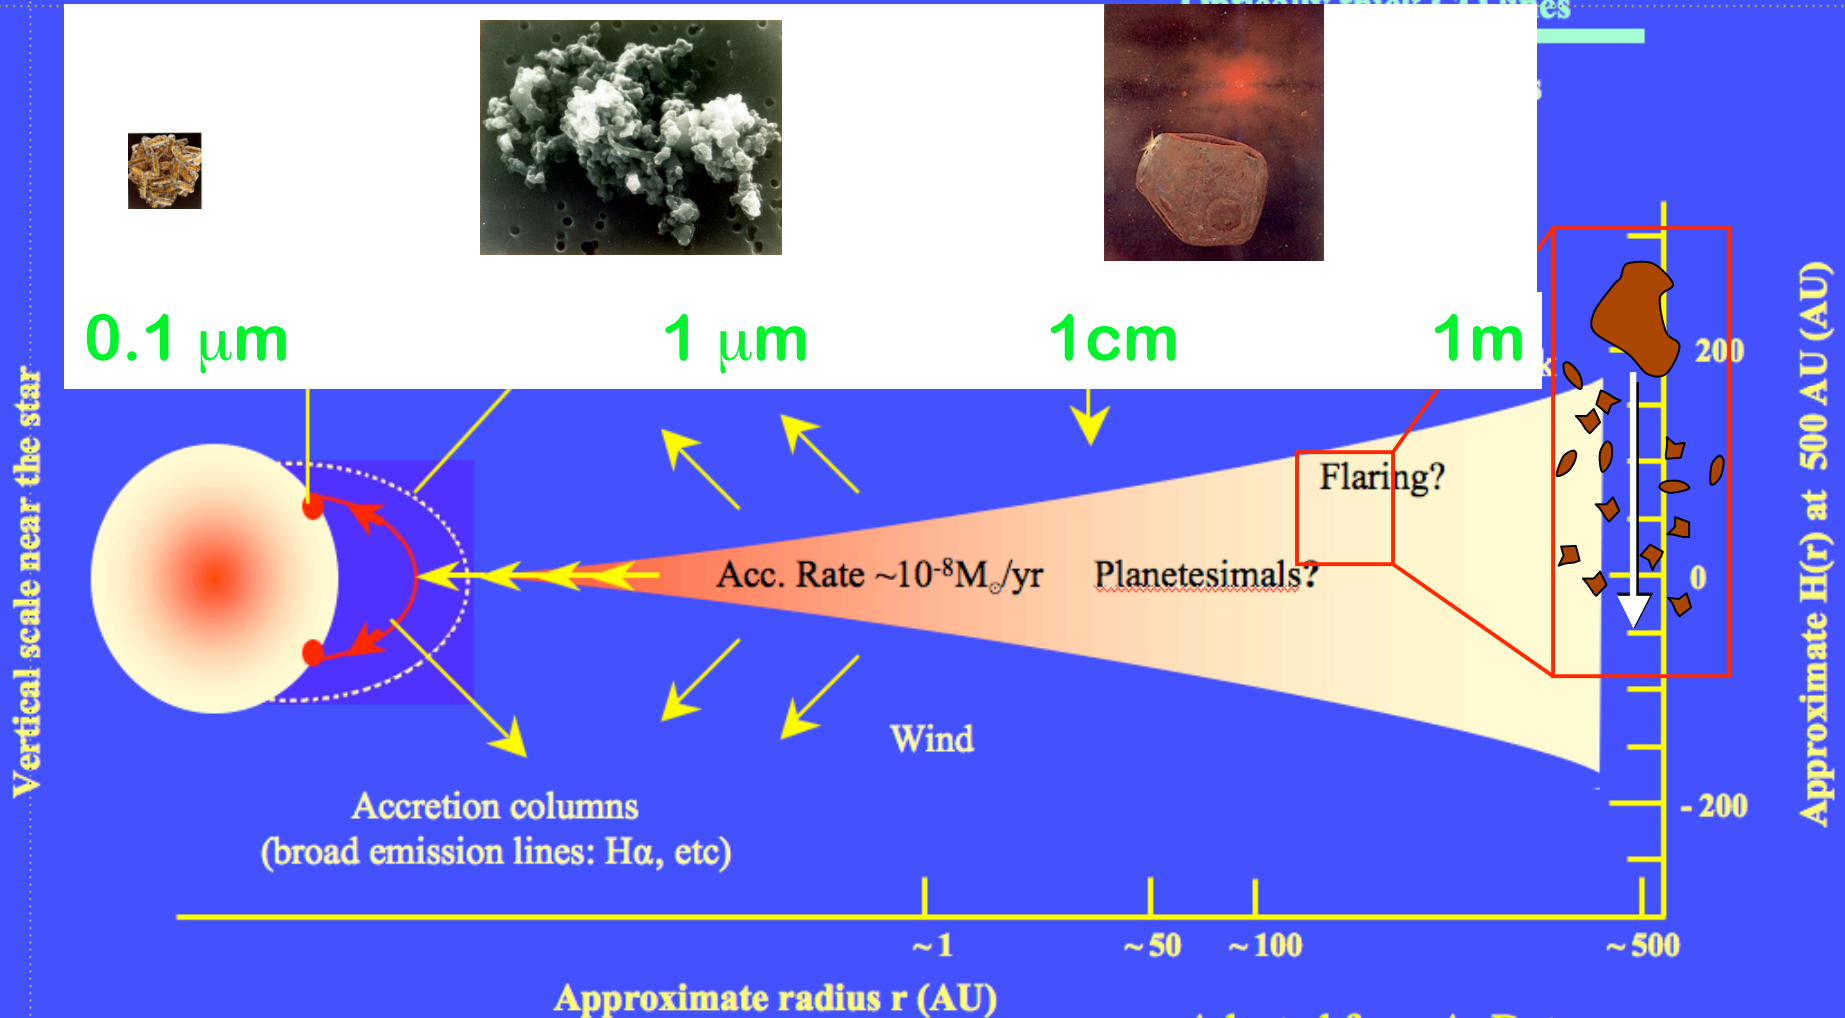 nes
s
0.1 μm
1 μm
1cm
1m
k
200
Flaring?
Acc. Rate ~10⁻⁸M☉/yr
Planetesimals?
0
Wind
- 200
Accretion columns
(broad emission lines: Hα, etc)
~ 1
~ 50
~ 100
~ 500
Approximate radius r (AU)
Vertical scale near the star
Approximate H(r) at 500 AU (AU)